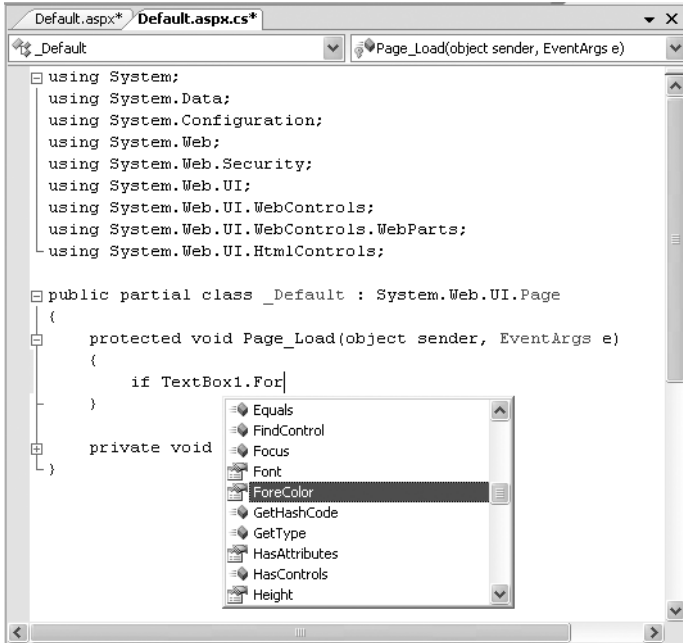 Default.aspx* Default.aspx.cs*
_Default Page_Load(object sender, EventArgs e)
using System;
using System.Data;
using System.Configuration;
using System.Web;
using System.Web.Security;
using System.Web.UI;
using System.Web.UI.WebControls;
using System.Web.UI.WebControls.WebParts;
using System.Web.UI.HtmlControls;
public partial class _Default : System.Web.UI.Page
{
protected void Page_Load(object sender, EventArgs e)
{
if TextBox1.For
}
private void
}
Equals
FindControl
Focus
Font
ForeColor
GetHashCode
GetType
HasAttributes
HasControls
Height